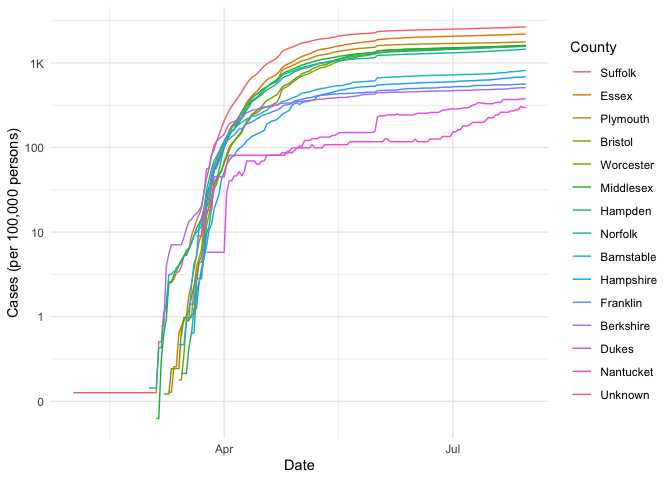 Cases (per 100,000 persons)
1K
100
10
1
0
Apr
Jul
Date
County
Suffolk
Essex
Plymouth
Bristol
Worcester
Middlesex
Hampden
Norfolk
Barnstable
Hampshire
Franklin
Berkshire
Dukes
Nantucket
Unknown